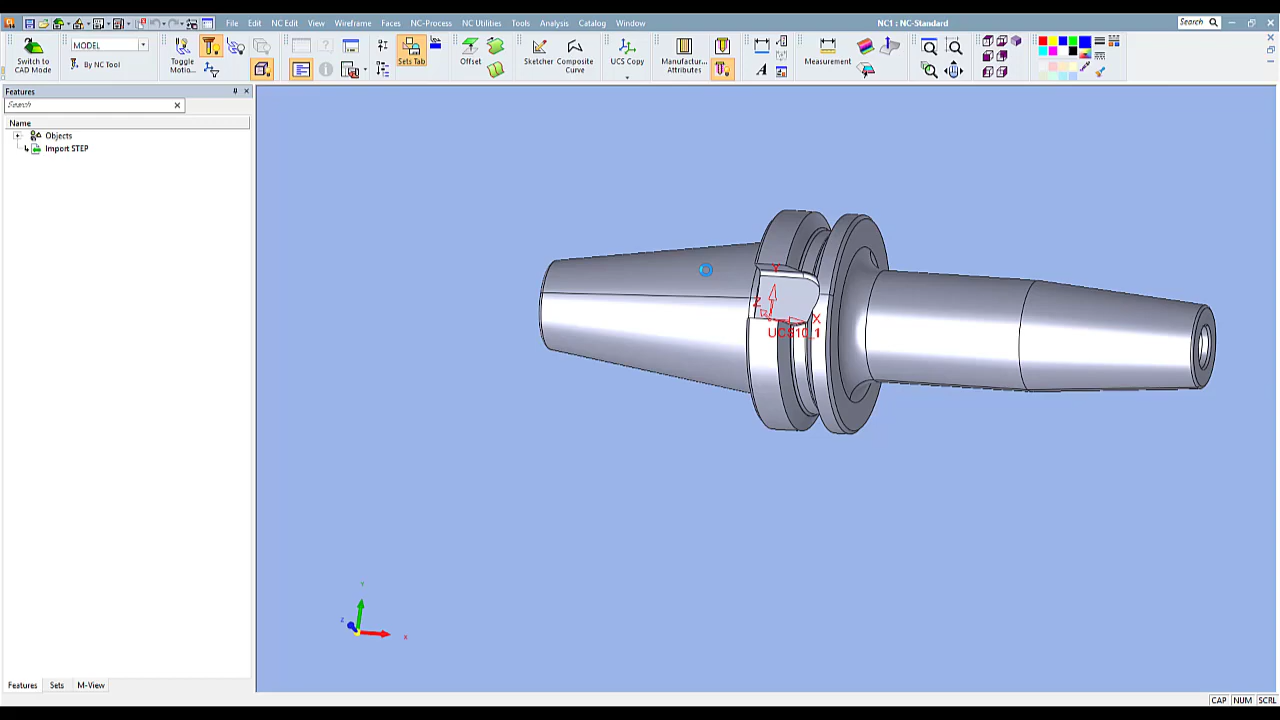 File Edit NC Edit View Wireframe Faces NC-Process NC Utilities Tools Analysis Catalog Window NC1 : NC-Standard Search
Switch to CAD Mode MODEL By NC Tool Toggle Motio... Sets Tab Offset Sketcher Composite Curve UCS Copy Manufactur... Attributes Measurement
Features
Search
Name
Objects
Import STEP
Y
Z
X
UCS10_1
Y
Z
X
Features Sets M-View
CAP NUM SCRL